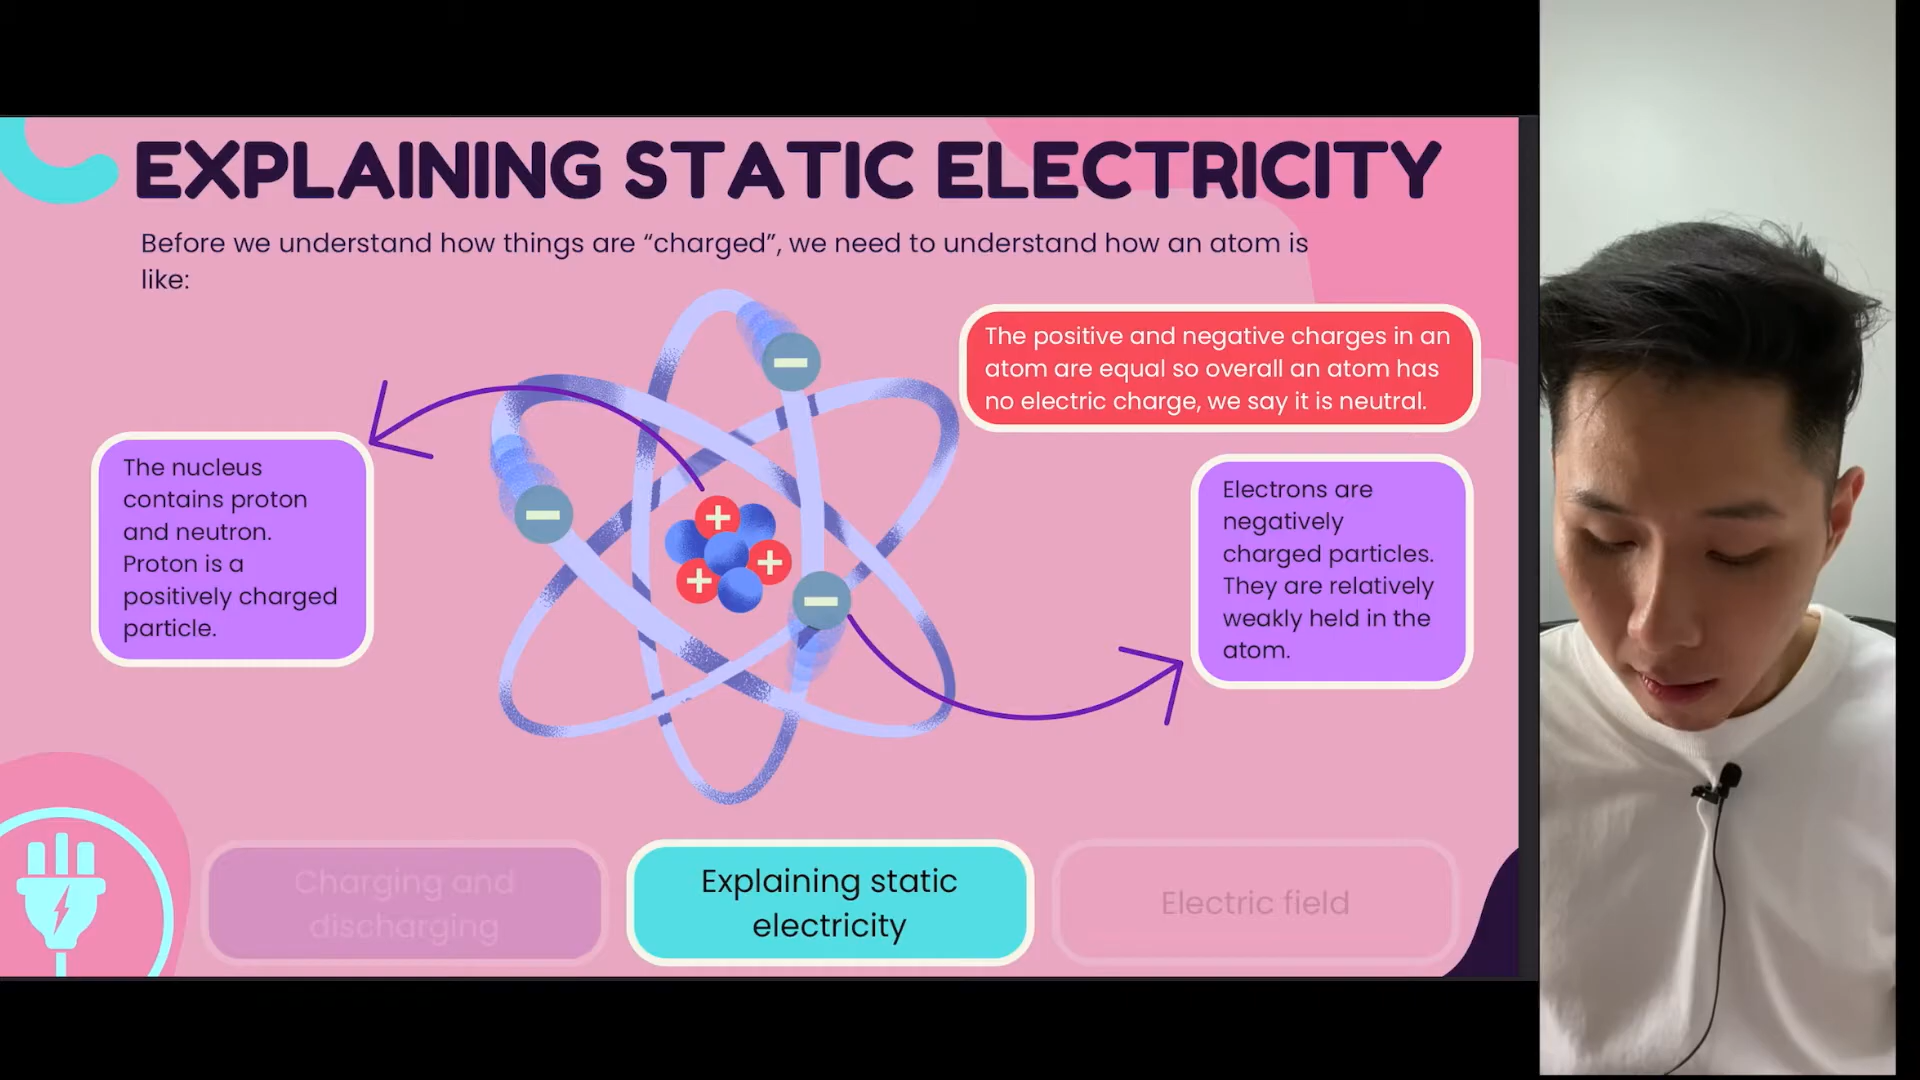 EXPLAINING STATIC ELECTRICITY
Before we understand how things are “charged”, we need to understand how an atom is
like:
The positive and negative charges in an
atom are equal so overall an atom has
no electric charge, we say it is neutral.
The nucleus
contains proton
and neutron.
Proton is a
positively charged
particle.
Electrons are
negatively
charged particles.
They are relatively
weakly held in the
atom.
Charging and
discharging
Explaining static
electricity
Electric field